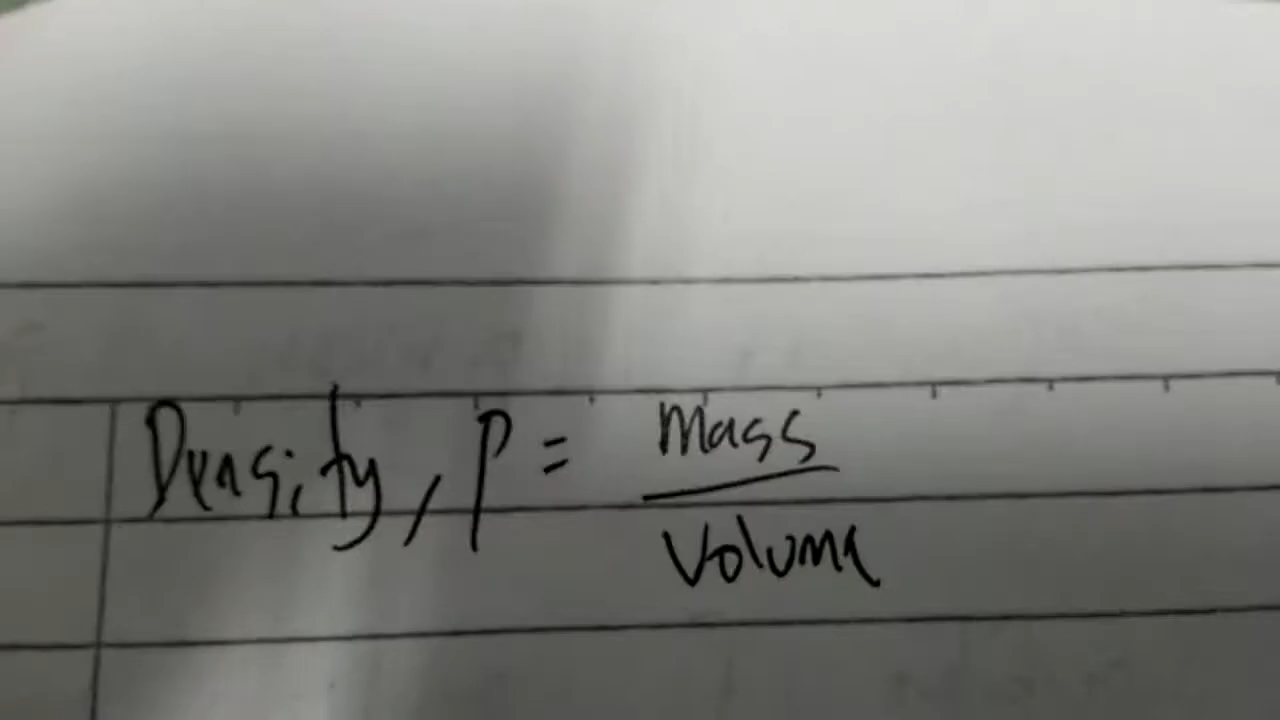 Density, ρ = mass
Volume